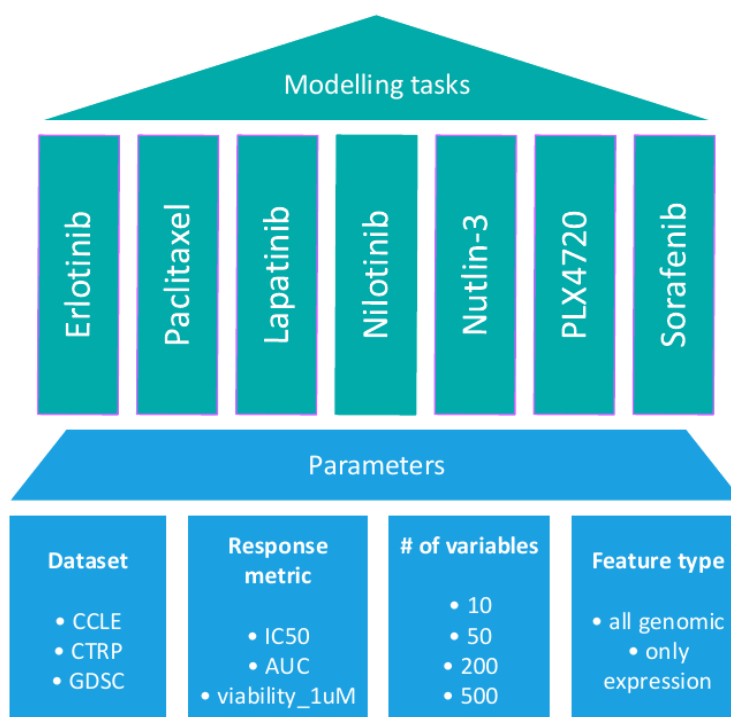 Modelling tasks
Erlotinib
Paclitaxel
Lapatinib
Nilotinib
Nutlin-3
PLX4720
Sorafenib
Parameters
Dataset
• CCLE
• CTRP
• GDSC
Response
metric
• IC50
• AUC
• viability_1uM
# of variables
• 10
• 50
• 200
• 500
Feature type
• all genomic
• only
expression